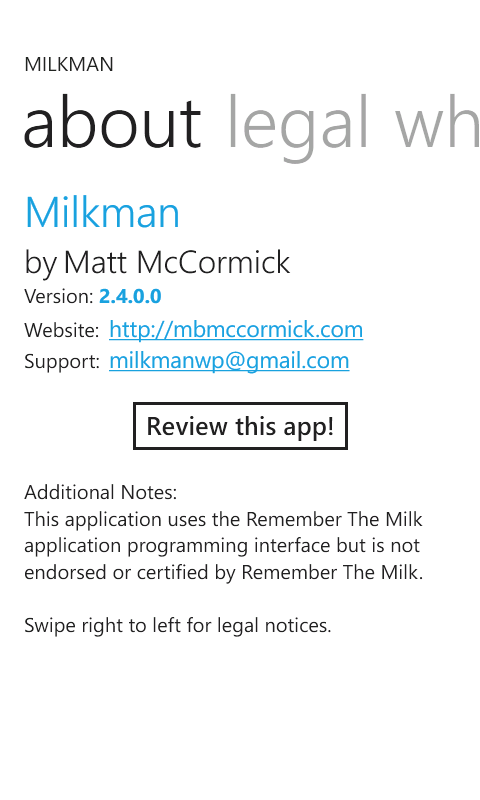 MILKMAN
about legal wh
Milkman
by Matt McCormick
Version: 2.4.0.0
Website: http://mbmccormick.com
Support: milkmanwp@gmail.com
Review this app!
Additional Notes:
This application uses the Remember The Milk
application programming interface but is not
endorsed or certified by Remember The Milk.
Swipe right to left for legal notices.